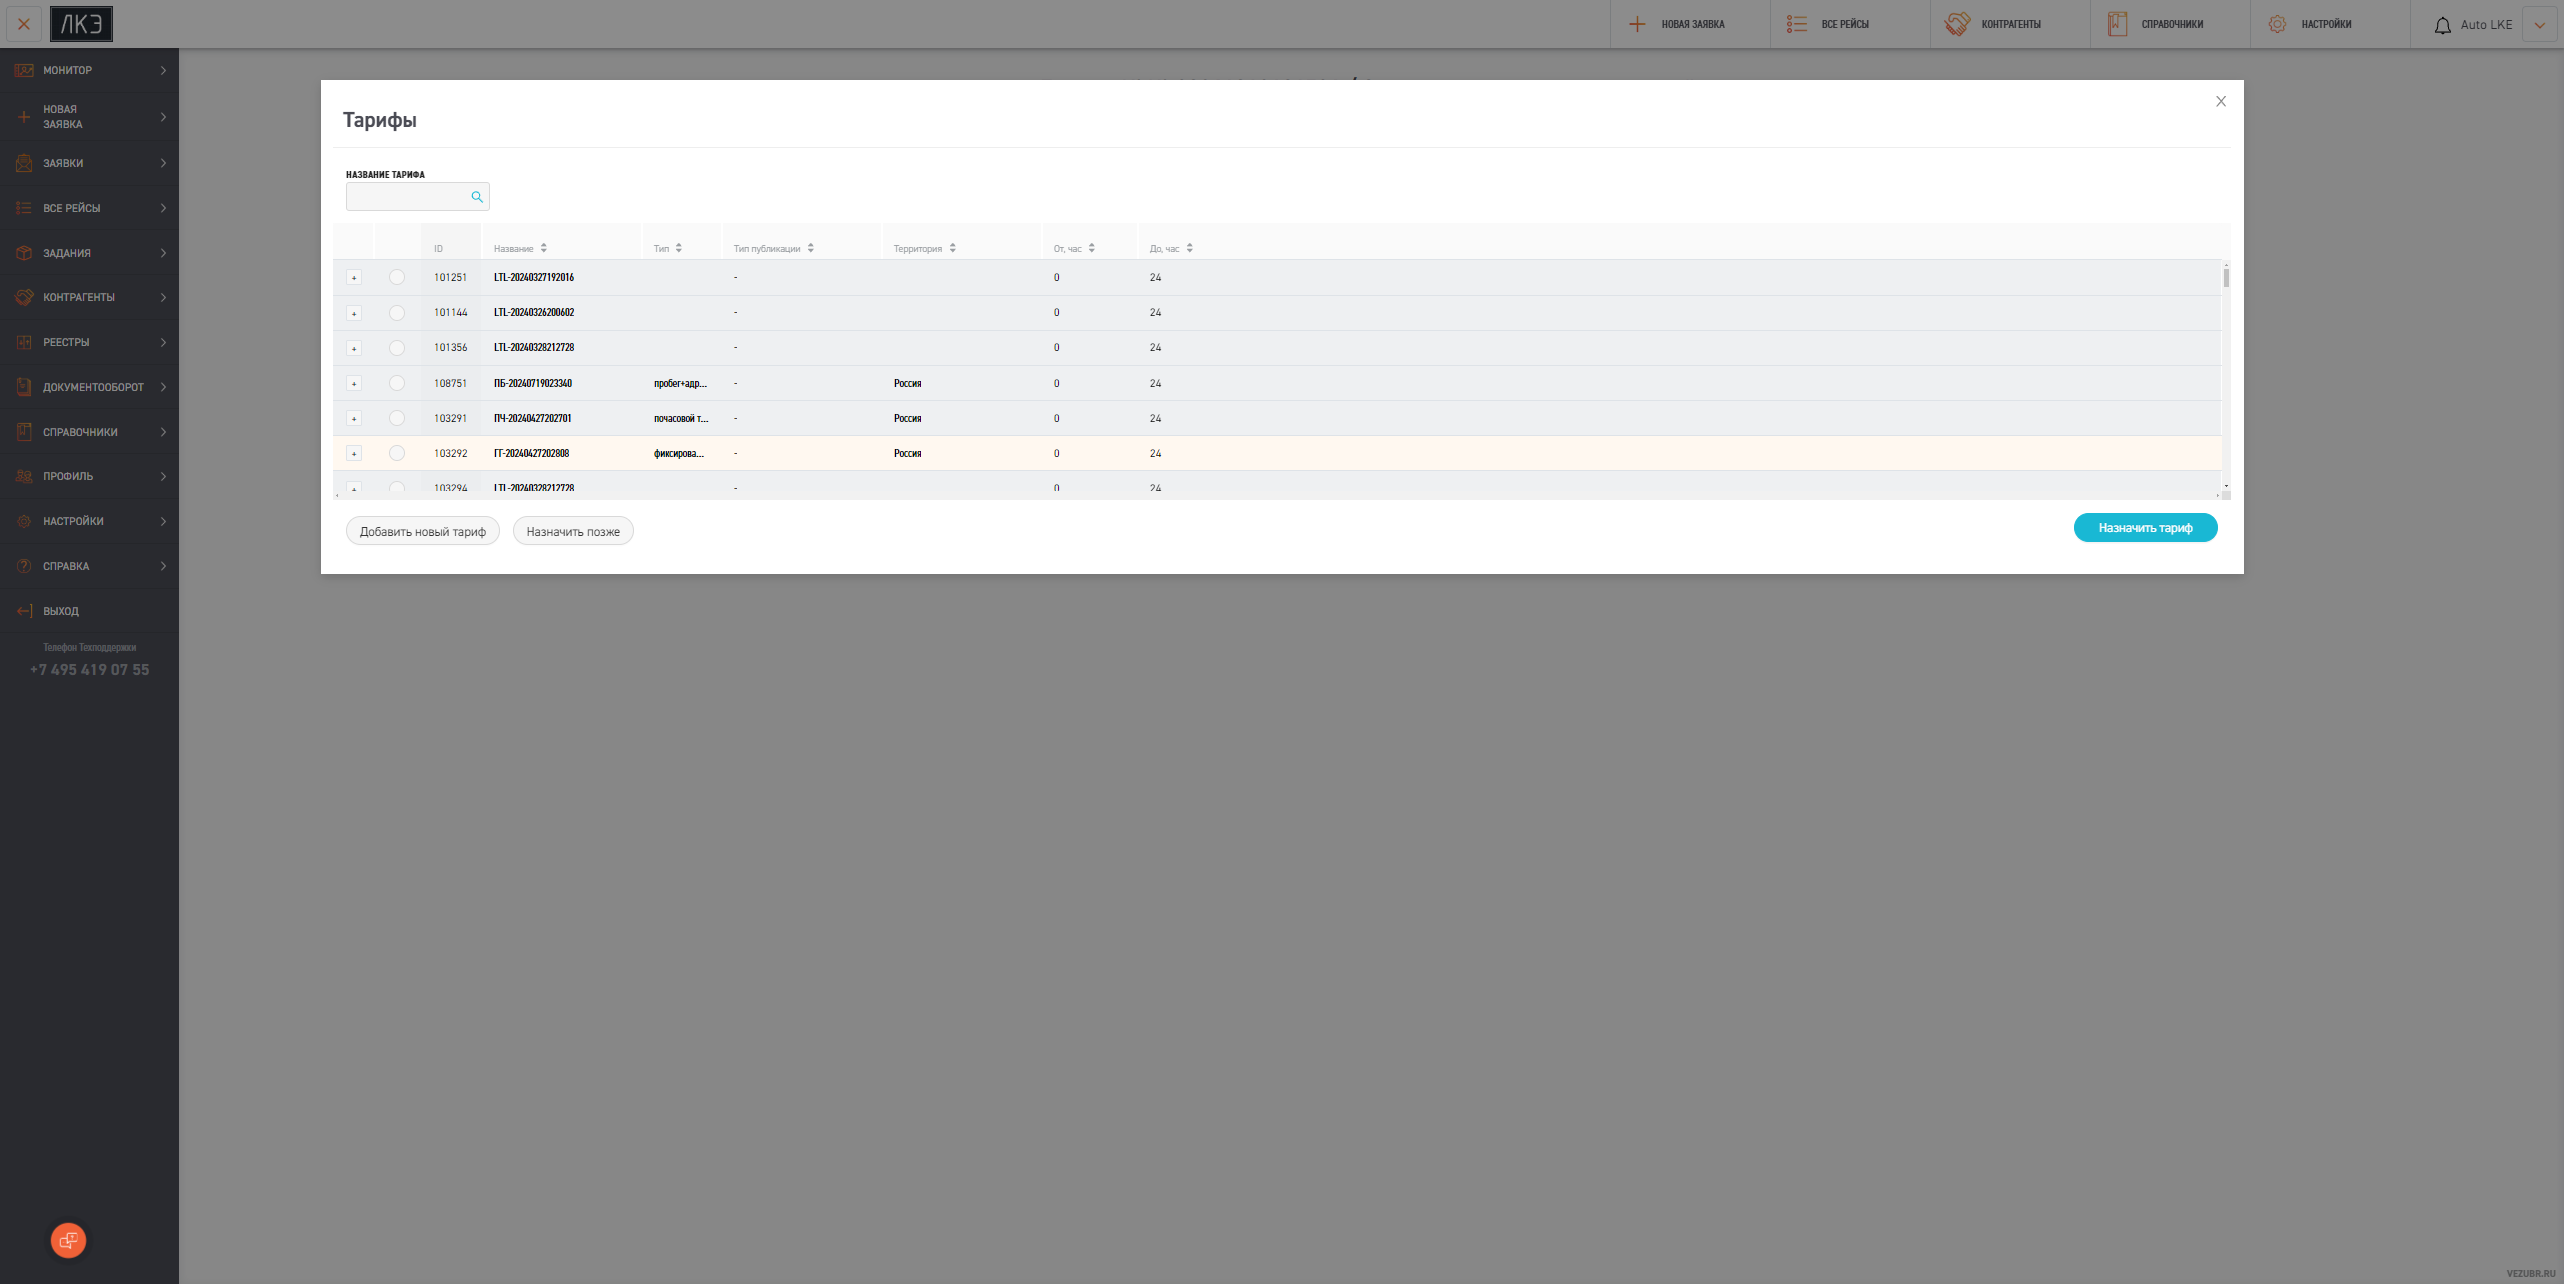 ЛКЭ
НОВАЯ ЗАЯВКА
ВСЕ РЕЙСЫ
КОНТРАГЕНТЫ
СПРАВОЧНИКИ
НАСТРОЙКИ
Auto LKE
МОНИТОР
НОВАЯ
ЗАЯВКА
ЗАЯВКИ
ВСЕ РЕЙСЫ
ЗАДАНИЯ
КОНТРАГЕНТЫ
РЕЕСТРЫ
ДОКУМЕНТООБОРОТ
СПРАВОЧНИКИ
ПРОФИЛЬ
НАСТРОЙКИ
СПРАВКА
ВЫХОД
Телефон Техподдержки
+7 495 419 07 55
Тарифы
НАЗВАНИЕ ТАРИФА
ID Название Тип Тип публикации Территория От, час До, час
+ 101251 LTL-20240327192016 - 0 24
+ 101144 LTL-20240326200602 - 0 24
+ 101356 LTL-20240328212728 - 0 24
+ 108751 ПБ-20240719023340 пробег+адр... - Россия 0 24
+ 103291 ПЧ-20240427202701 почасовой т... - Россия 0 24
+ 103292 ГТ-20240427202808 фиксирова... - Россия 0 24
+ 103294 LTL-20240328212728 - 0 24
Добавить новый тариф
Назначить позже
Назначить тариф
VEZUBR.RU